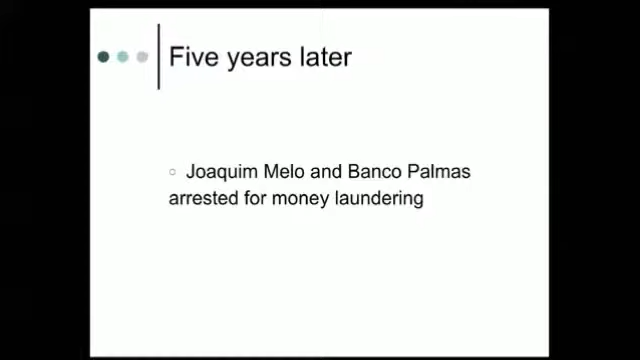 Five years later
Joaquim Melo and Banco Palmas
arrested for money laundering